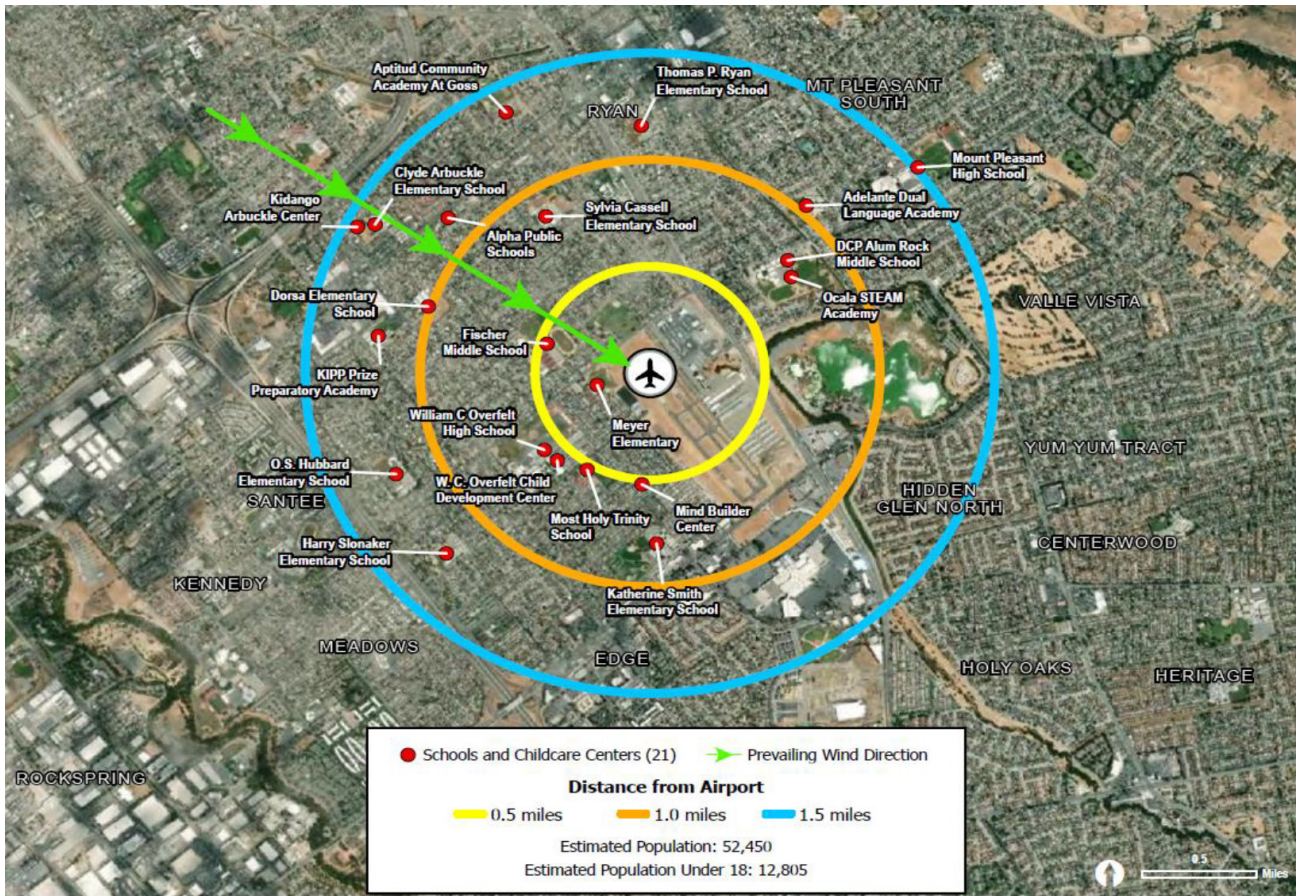 Aptitud Community
Academy At Goss
Thomas P. Ryan
Elementary School
RYAN
MT PLEASANT
SOUTH
Clyde Arbuckle
Elementary School
Kidango
Arbuckle Center
Mount Pleasant
High School
Sylvia Cassell
Elementary School
Adelante Dual
Language Academy
Alpha Public
Schools
DCP Alum Rock
Middle School
Ocala STEAM
Academy
Dorsa Elementary
School
VALLE VISTA
Fischer
Middle School
KIPP Prize
Preparatory Academy
William C Overfelt
High School
Meyer
Elementary
YUM YUM TRACT
O.S. Hubbard
Elementary School
SANTEE
W. C. Overfelt Child
Development Center
HIDDEN
GLEN NORTH
Most Holy Trinity
School
Mind Builder
Center
CENTERWOOD
Harry Slonaker
Elementary School
KENNEDY
Katherine Smith
Elementary School
MEADOWS
EDGE
HOLY OAKS
HERITAGE
ROCKSPRING
Schools and Childcare Centers (21)
Prevailing Wind Direction
Distance from Airport
0.5 miles
1.0 miles
1.5 miles
Estimated Population: 52,450
Estimated Population Under 18: 12,805
0.5
Miles